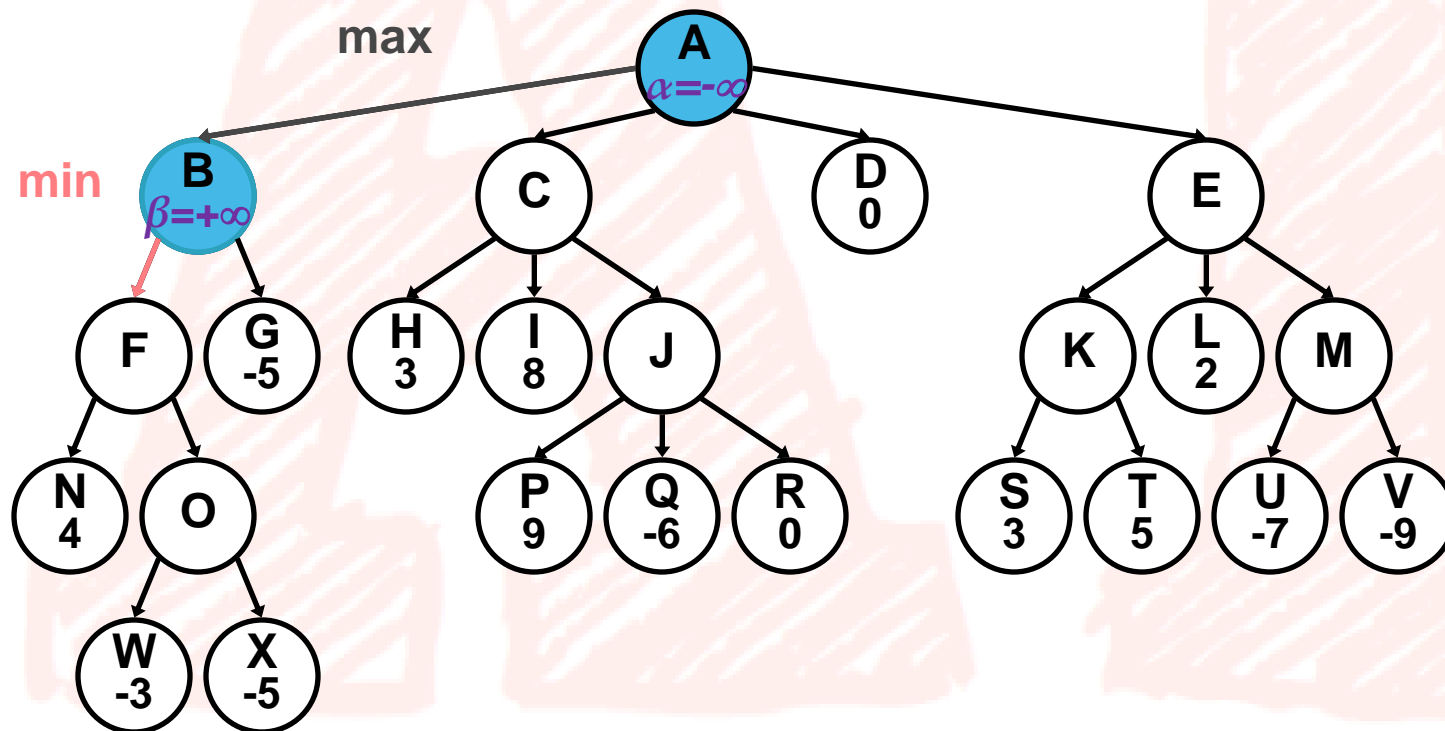 max
A
α=-∞
min
B
β=+∞
C
D
0
E
F
G
-5
H
3
I
8
J
K
L
2
M
N
4
O
P
9
Q
-6
R
0
S
3
T
5
U
-7
V
-9
W
-3
X
-5